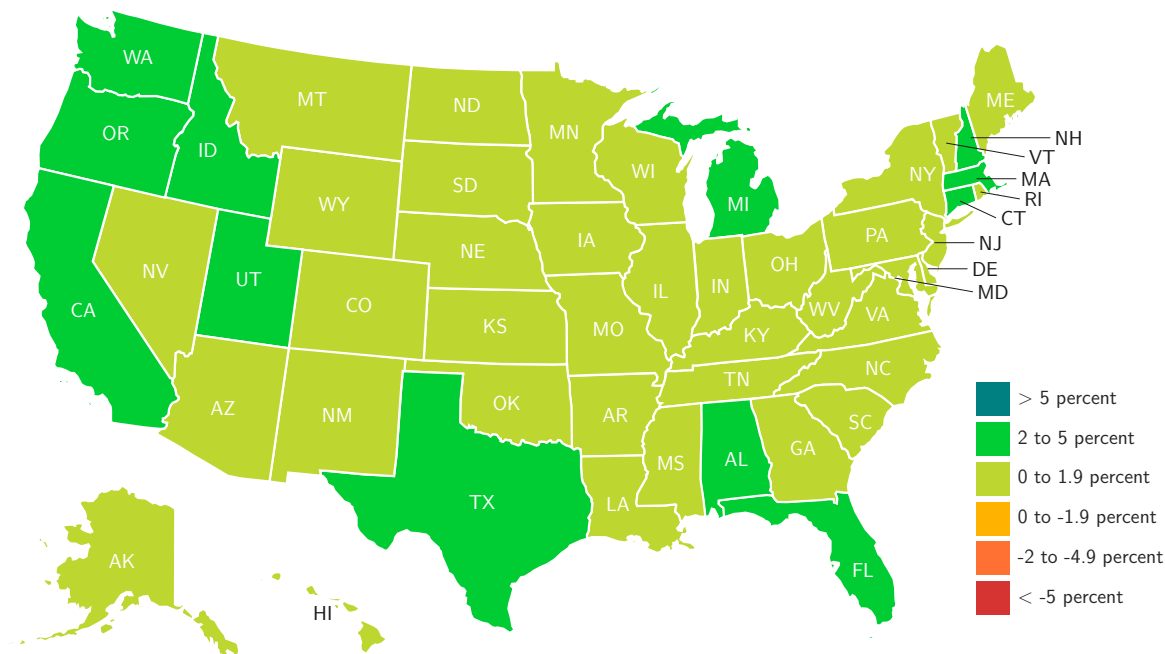 WA
MT
ND
ME
OR
MN
ID
NH
VT
WI
NY
MA
SD
RI
WY
MI
CT
PA
IA
NJ
NE
OH
DE
NV
UT
IN
IL
MD
CO
WV
CA
VA
KS
MO
KY
NC
TN
AZ
NM
OK
AR
SC
GA
AL
MS
TX
LA
AK
FL
HI
> 5 percent
2 to 5 percent
0 to 1.9 percent
0 to -1.9 percent
-2 to -4.9 percent
< -5 percent